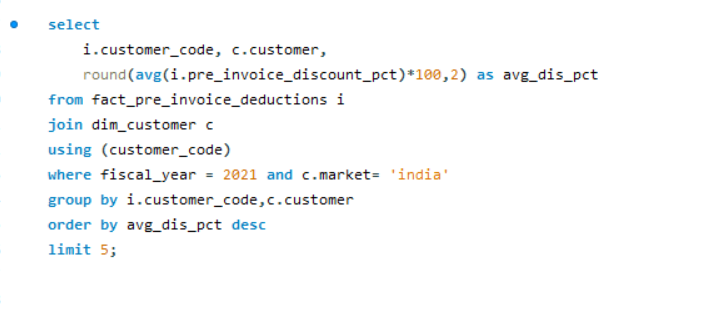 select
i.customer_code, c.customer,
round(avg(i.pre_invoice_discount_pct)*100,2) as avg_dis_pct
from fact_pre_invoice_deductions i
join dim_customer c
using (customer_code)
where fiscal_year = 2021 and c.market= 'india'
group by i.customer_code,c.customer
order by avg_dis_pct desc
limit 5;